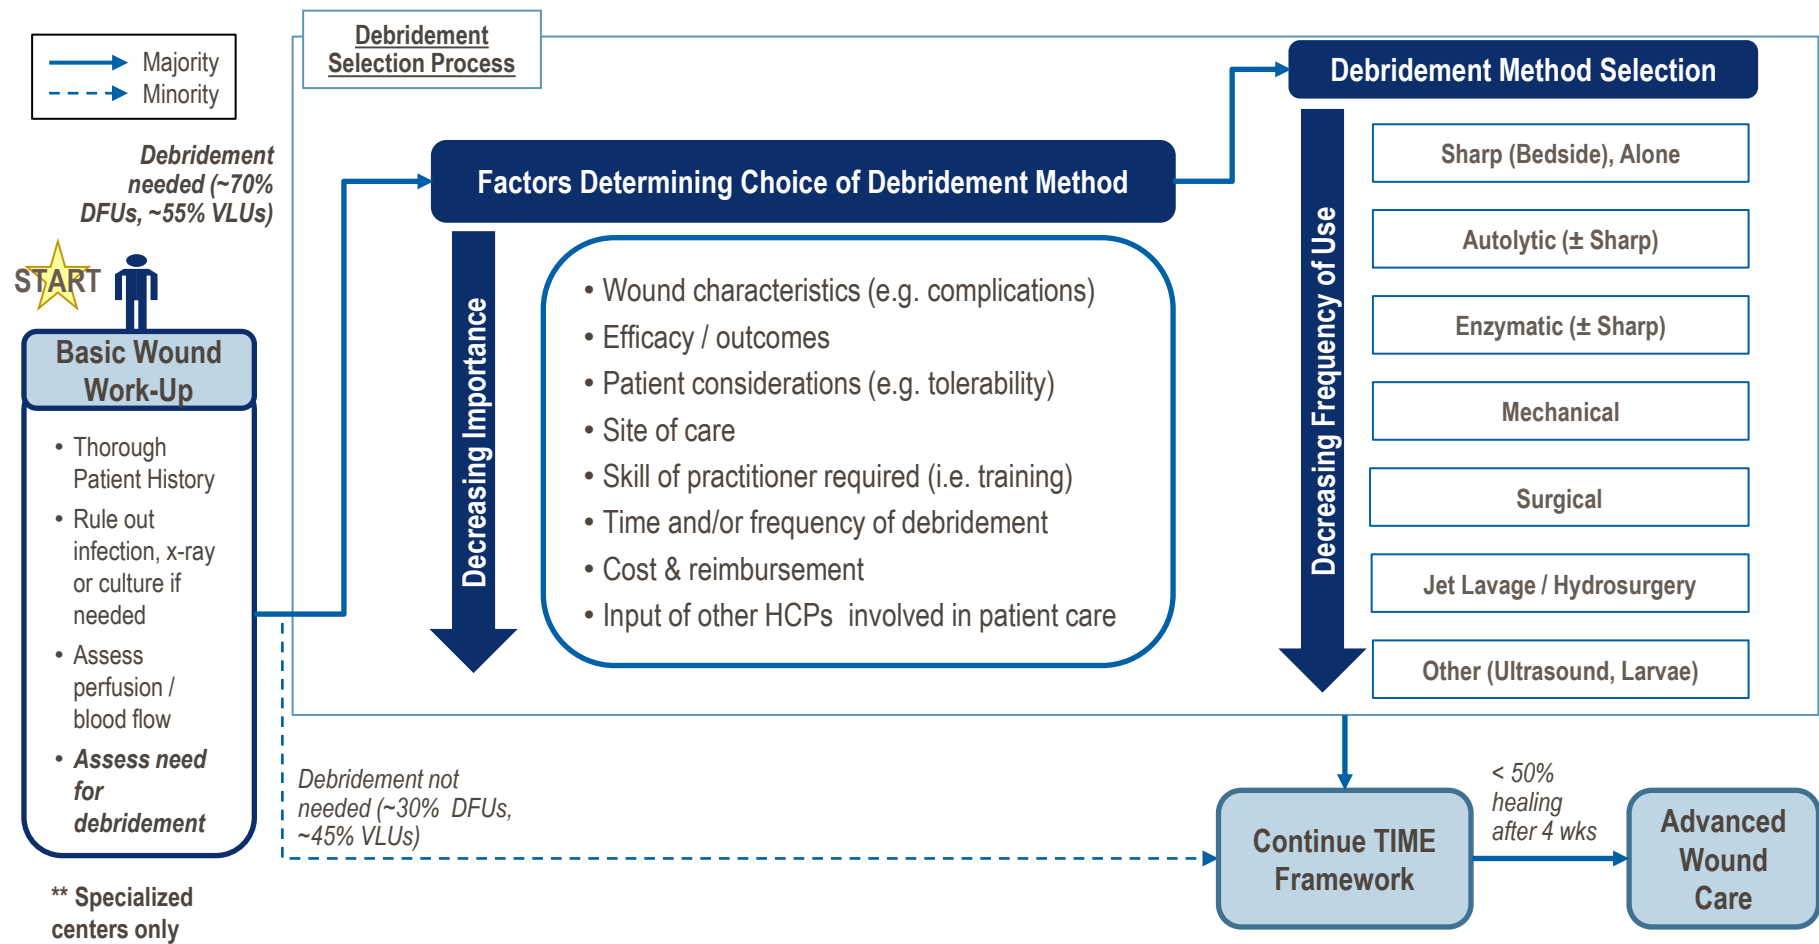 Majority
Minority
Debridement
Selection Process
Debridement
needed (~70%
DFUs, ~55% VLUs)
START
Basic Wound
Work-Up
• Thorough
Patient History
• Rule out
infection, x-ray
or culture if
needed
• Assess
perfusion /
blood flow
• Assess need
for
debridement
** Specialized
centers only
Factors Determining Choice of Debridement Method
Decreasing Importance
• Wound characteristics (e.g. complications)
• Efficacy / outcomes
• Patient considerations (e.g. tolerability)
• Site of care
• Skill of practitioner required (i.e. training)
• Time and/or frequency of debridement
• Cost & reimbursement
• Input of other HCPs  involved in patient care
Debridement Method Selection
Decreasing Frequency of Use
Sharp (Bedside), Alone
Autolytic (± Sharp)
Enzymatic (± Sharp)
Mechanical
Surgical
Jet Lavage / Hydrosurgery
Other (Ultrasound, Larvae)
Debridement not
needed (~30%  DFUs,
~45% VLUs)
Continue TIME
Framework
< 50%
healing
after 4 wks
Advanced
Wound
Care